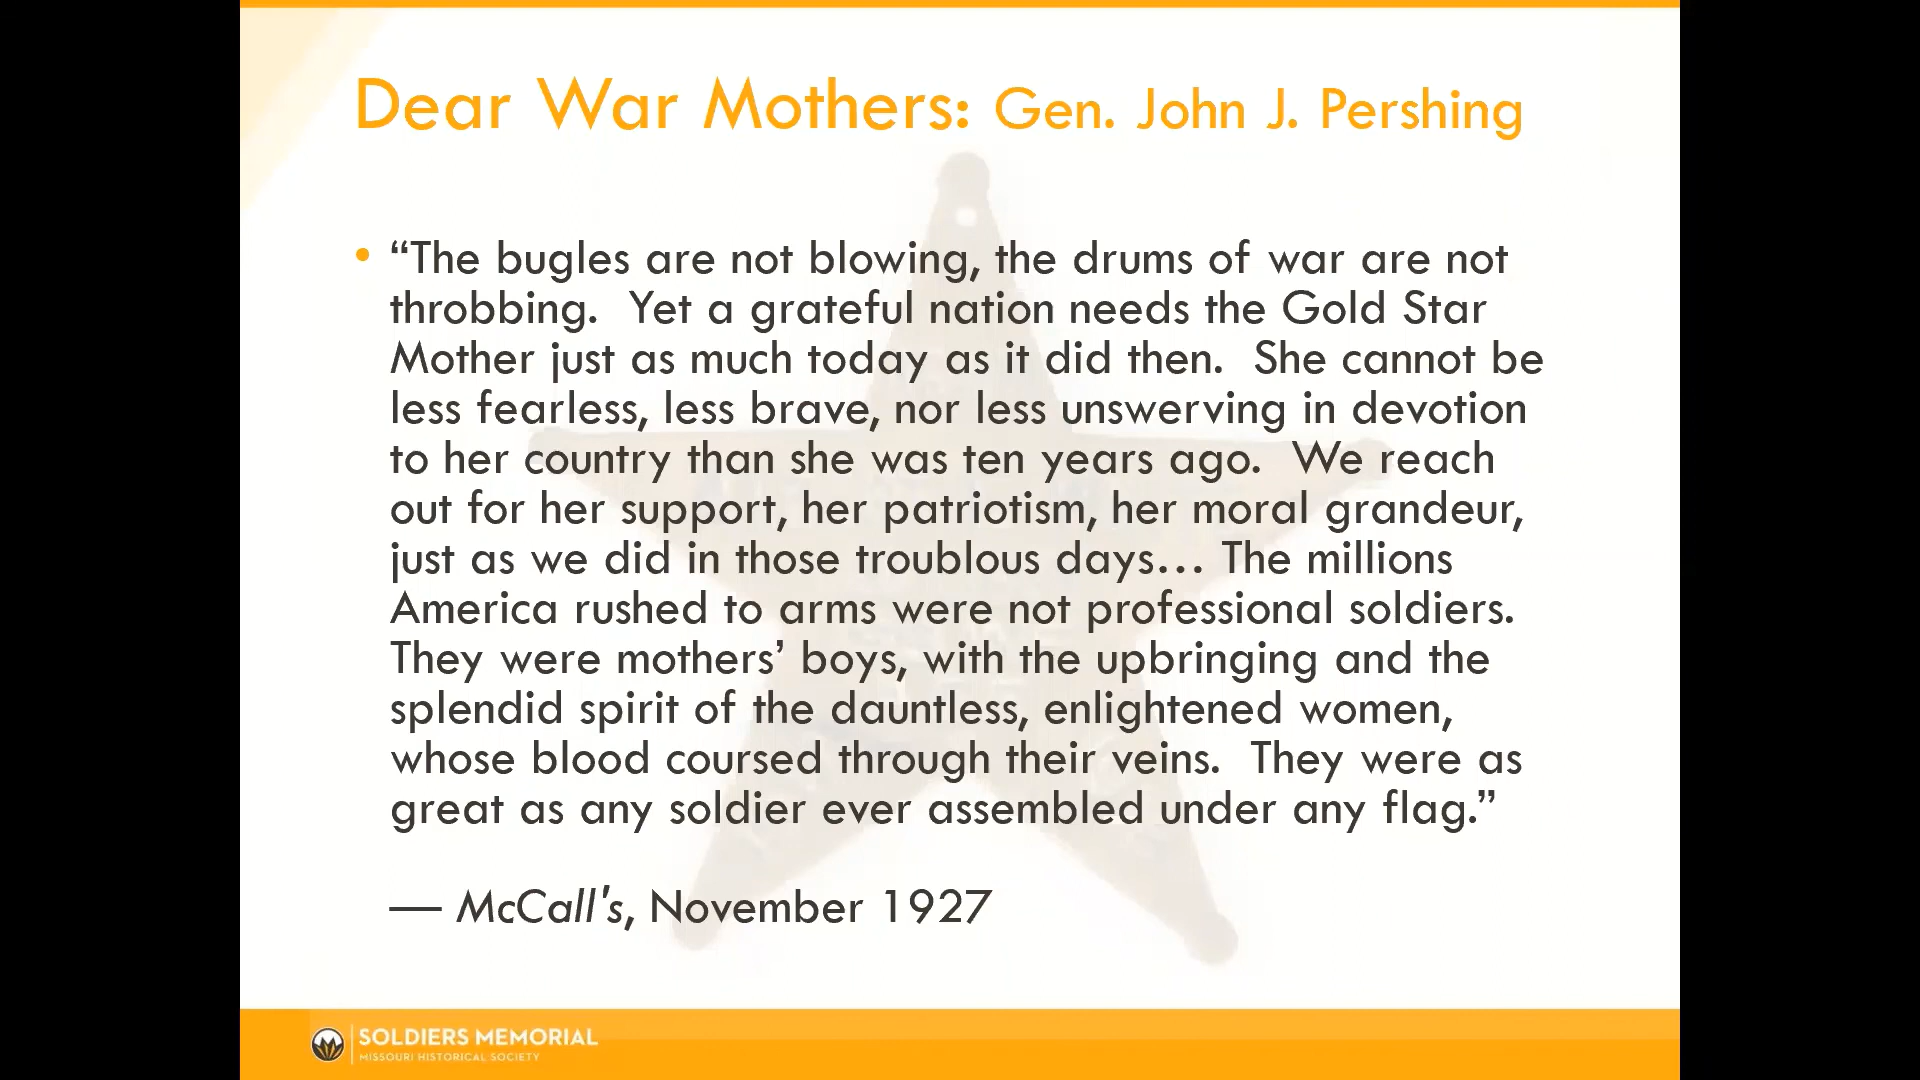 Dear War Mothers: Gen. John J. Pershing
• “The bugles are not blowing, the drums of war are not
throbbing.  Yet a grateful nation needs the Gold Star
Mother just as much today as it did then.  She cannot be
less fearless, less brave, nor less unswerving in devotion
to her country than she was ten years ago.  We reach
out for her support, her patriotism, her moral grandeur,
just as we did in those troublous days… The millions
America rushed to arms were not professional soldiers.
They were mothers’ boys, with the upbringing and the
splendid spirit of the dauntless, enlightened women,
whose blood coursed through their veins.  They were as
great as any soldier ever assembled under any flag.”
— McCall's, November 1927
SOLDIERS MEMORIAL
MISSOURI HISTORICAL SOCIETY